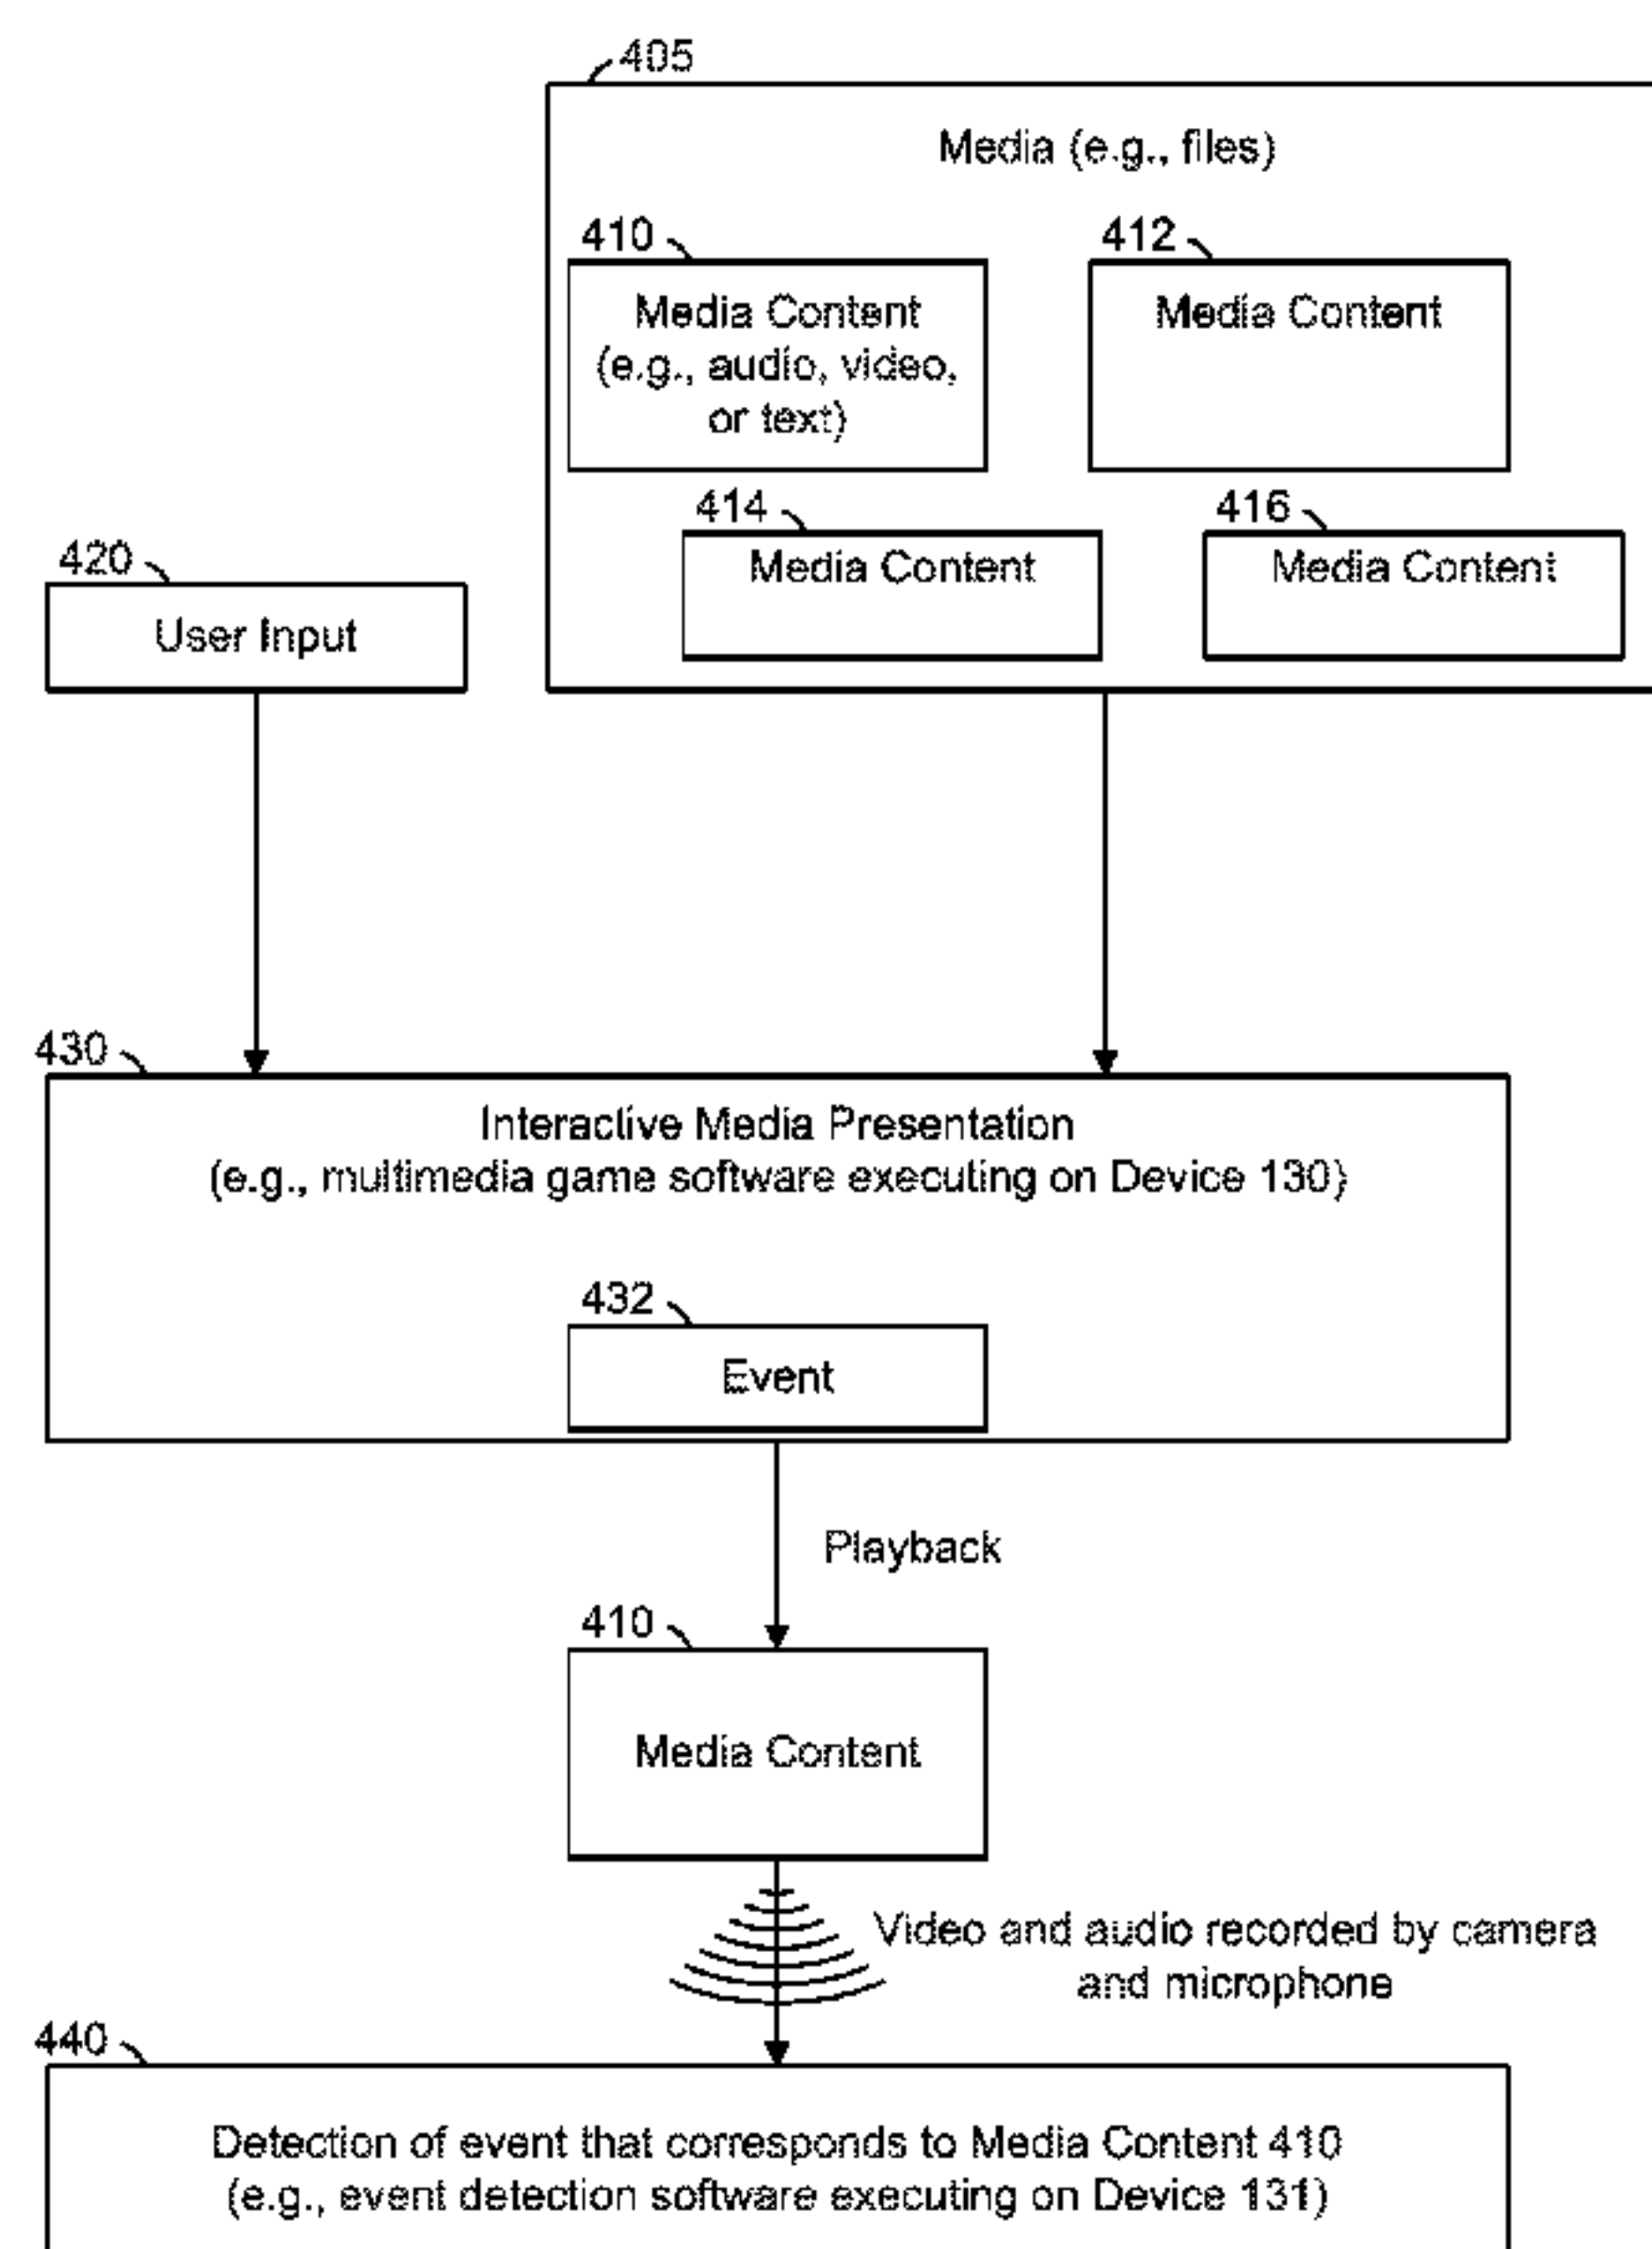 405
Media (e.g., files)
410
412
Media Content
(e.g., audio, video,
or text)
Media Content
414
416
Media Content
Media Content
420
User Input
430
Interactive Media Presentation
(e.g., multimedia game software executing on Device 130)
432
Event
Playback
410
Media Content
Video and audio recorded by camera
and microphone
440
Detection of event that corresponds to Media Content 410
(e.g., event detection software executing on Device 131)